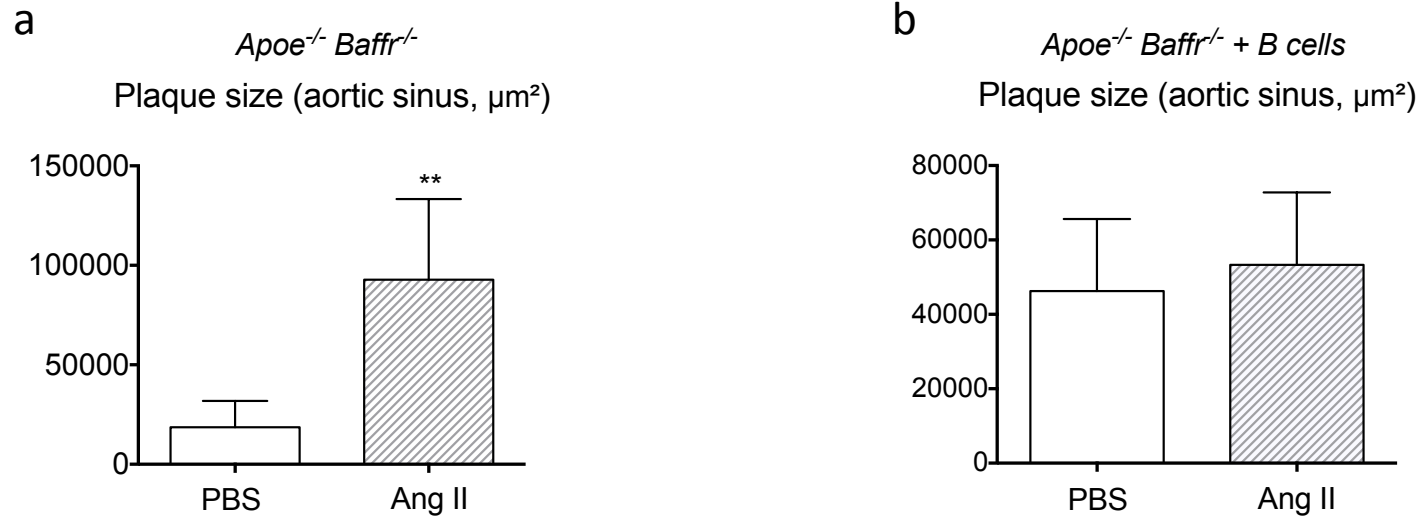 a
Apoe-/- Baffr-/-
Plaque size (aortic sinus, µm²)
150000
100000
50000
0
**
PBS
Ang II
b
Apoe-/- Baffr-/- + B cells
Plaque size (aortic sinus, µm²)
80000
60000
40000
20000
0
PBS
Ang II